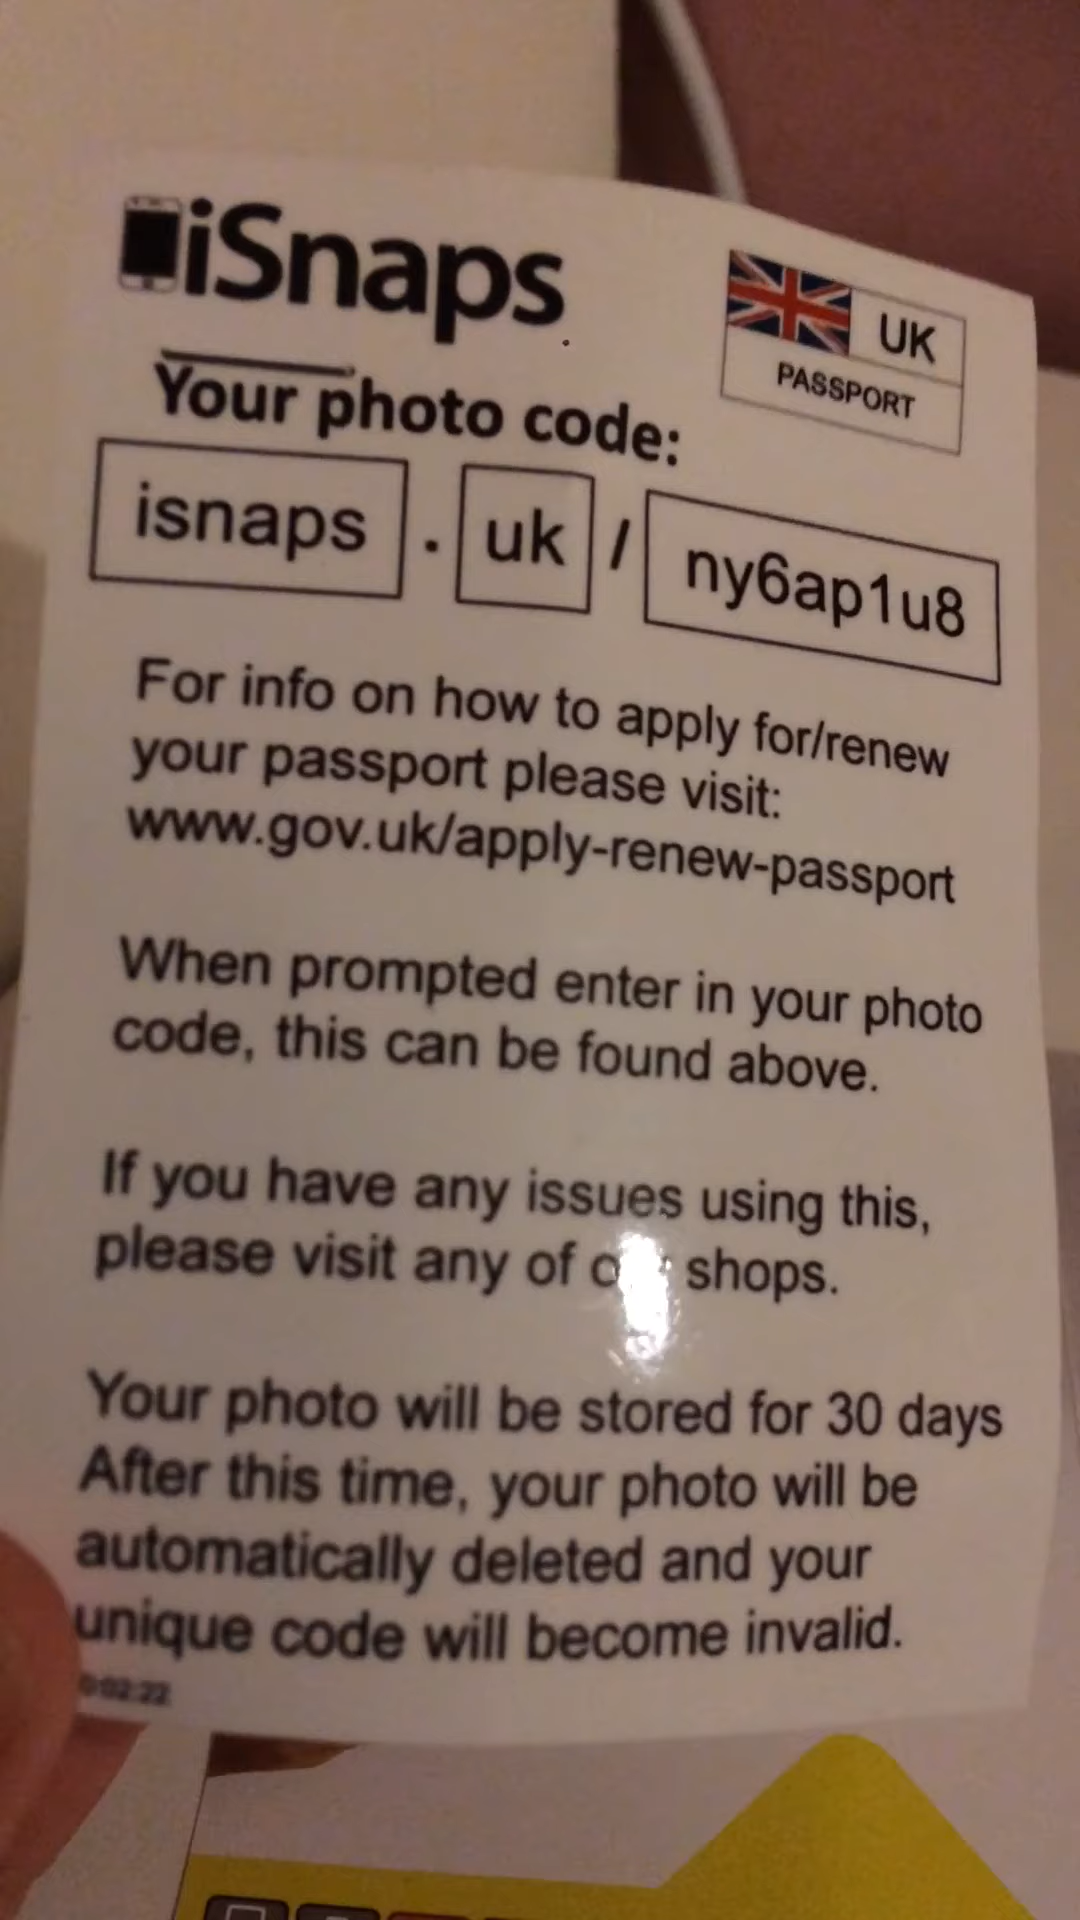 iSnaps
UK
PASSPORT
Your photo code:
isnaps . uk / ny6ap1u8
For info on how to apply for/renew
your passport please visit:
www.gov.uk/apply-renew-passport
When prompted enter in your photo
code, this can be found above.
If you have any issues using this,
please visit any of shops.
Your photo will be stored for 30 days
After this time, your photo will be
automatically deleted and your
unique code will become invalid.